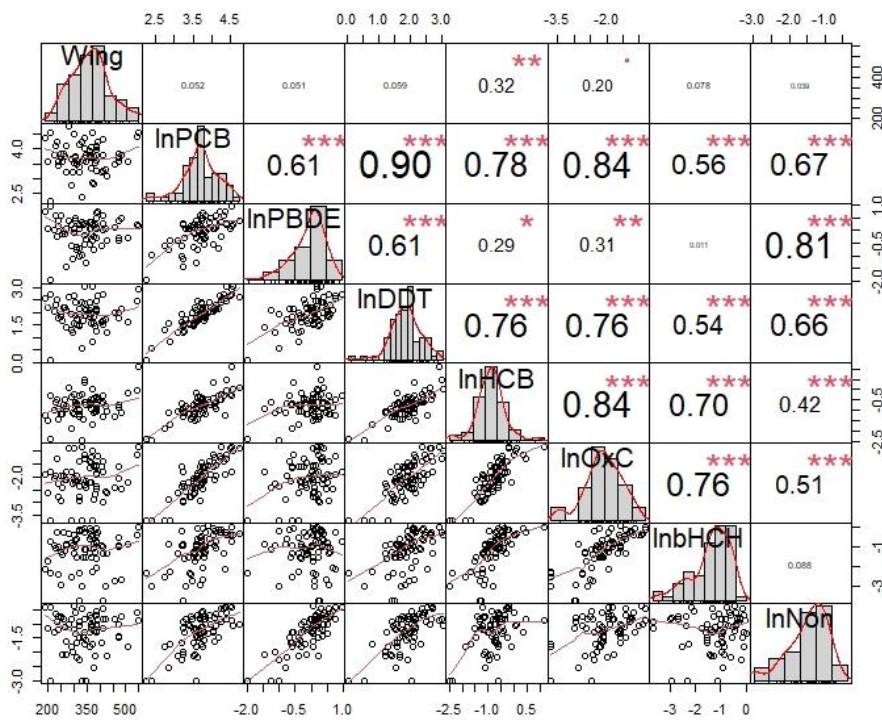 2.5 3.5 4.5 0.0 1.0 2.0 3.0 -3.5 -2.0 -3.0 -2.0 -1.0
Wing 0.052 0.051 0.059 0.32 ** 0.20 . 0.078 0.039 200 400
2.5 4.0 lnPCB 0.61 *** 0.90 *** 0.78 *** 0.84 *** 0.56 *** 0.67 ***
lnPBDE 0.61 *** 0.29 * 0.31 ** 0.011 0.81 *** -2.0 -0.5 1.0
0.0 1.5 3.0 lnDDT 0.76 *** 0.76 *** 0.54 *** 0.66 ***
lnHCB 0.84 *** 0.70 *** 0.42 *** -2.5 -0.5
-3.5 -2.0 lnOxC 0.76 *** 0.51 ***
lnbHCH 0.088 -3 -1
-3.0 -1.5 lnNon
200 350 500 -2.0 -0.5 1.0 -2.5 -1.0 0.5 -3 -2 -1 0